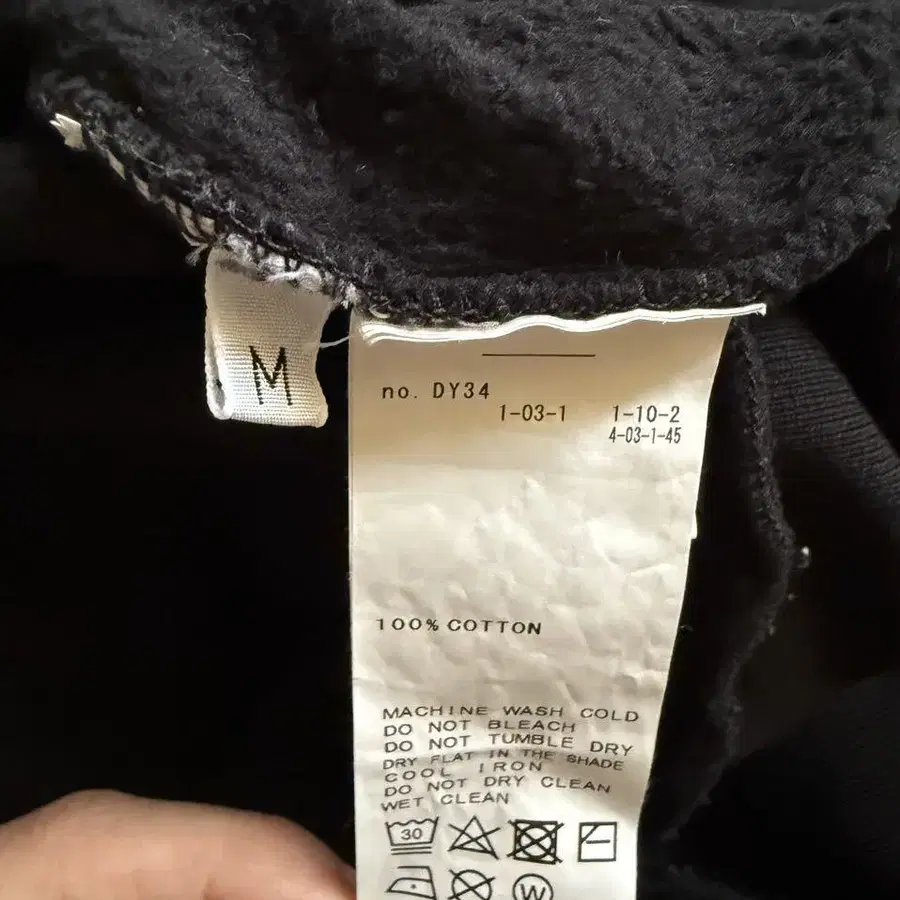 M
no. DY34
1-03-1 1-10-2
4-03-1-45
100% COTTON
MACHINE WASH COLD
DO NOT BLEACH
DO NOT TUMBLE DRY
DRY FLAT IN THE SHADE
COOL IRON
DO NOT DRY CLEAN
WET CLEAN
30
W